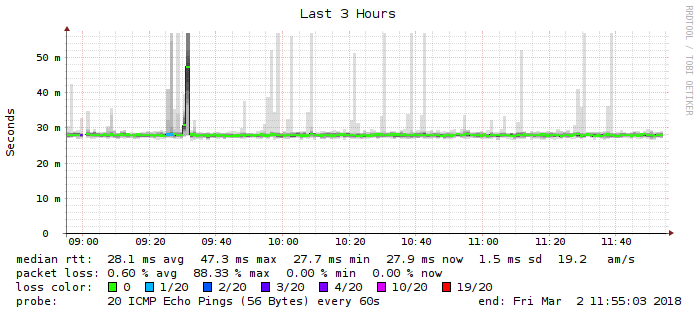 Last 3 Hours
RRDTOOL / TOBI OETIKER
Seconds
50 m
40 m
30 m
20 m
10 m
0
09:00 09:20 09:40 10:00 10:20 10:40 11:00 11:20 11:40
median rtt: 28.1 ms avg 47.3 ms max 27.7 ms min 27.9 ms now 1.5 ms sd 19.2 am/s
packet loss: 0.60 % avg 88.33 % max 0.00 % min 0.00 % now
loss color: 0 1/20 2/20 3/20 4/20 10/20 19/20
probe: 20 ICMP Echo Pings (56 Bytes) every 60s end: Fri Mar 2 11:55:03 2018